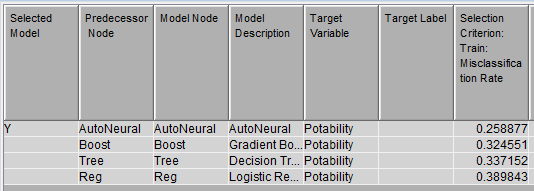 Selected Model Predecessor Node Model Node Model Description Target Variable Target Label Selection Criterion: Train: Misclassifica tion Rate
Y AutoNeural AutoNeural AutoNeural Potability 0.258877
Boost Boost Gradient Bo... Potability 0.324551
Tree Tree Decision Tr... Potability 0.337152
Reg Reg Logistic Re... Potability 0.389843